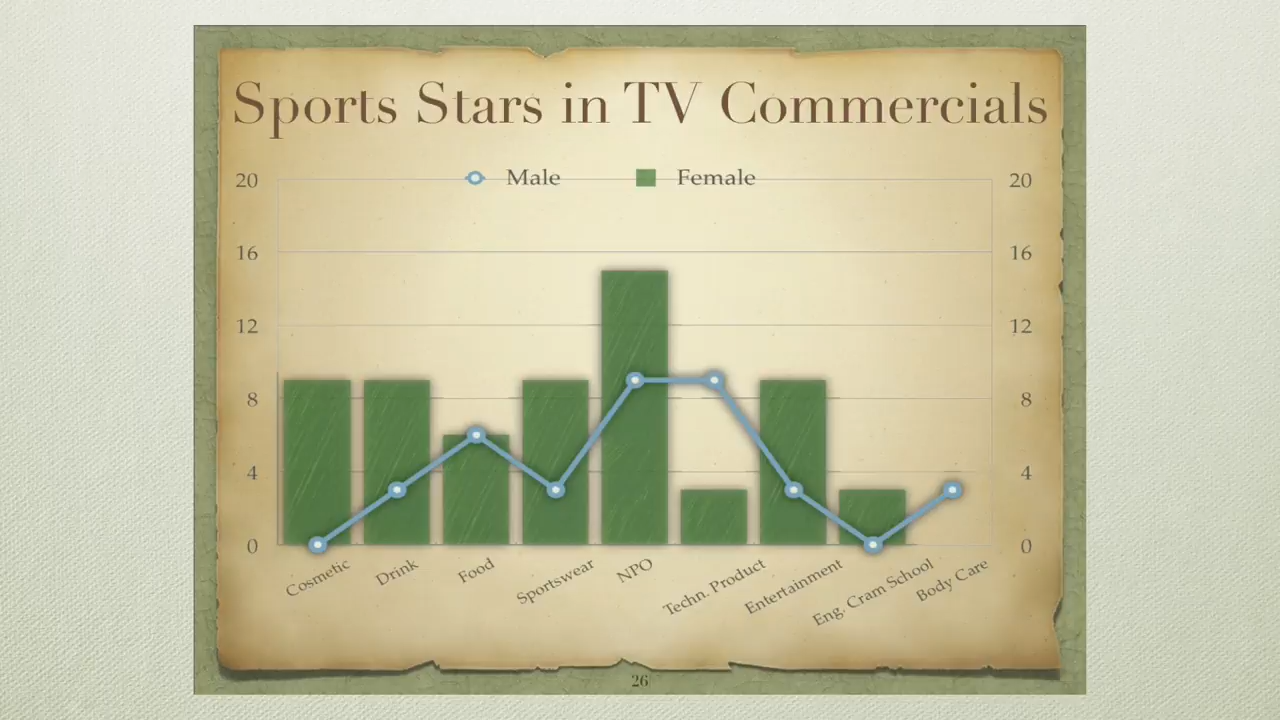 Sports Stars in TV Commercials
Male Female
20 20
16 16
12 12
8 8
4 4
0 0
Cosmetic Drink Food Sportswear NPO Techn. Product Entertainment Eng. Cram School Body Care
26